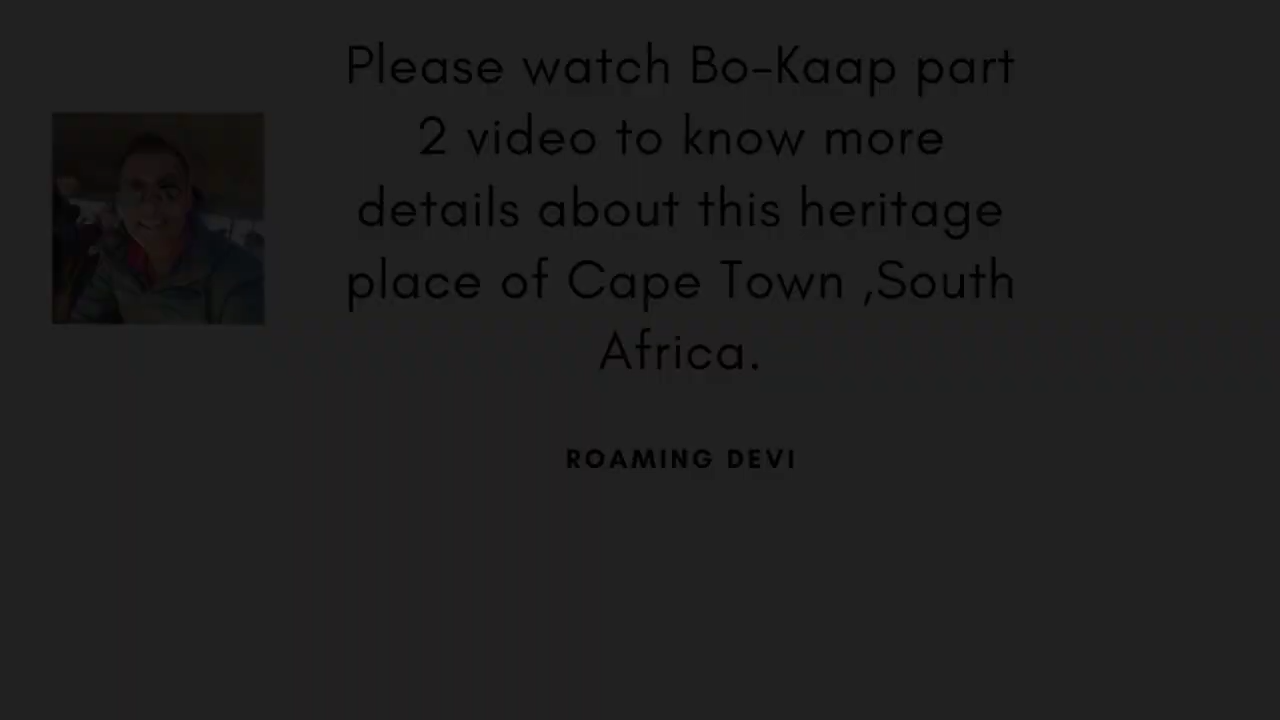 Please watch Bo-Kaap part
2 video to know more
details about this heritage
place of Cape Town ,South
Africa.
ROAMING DEVI